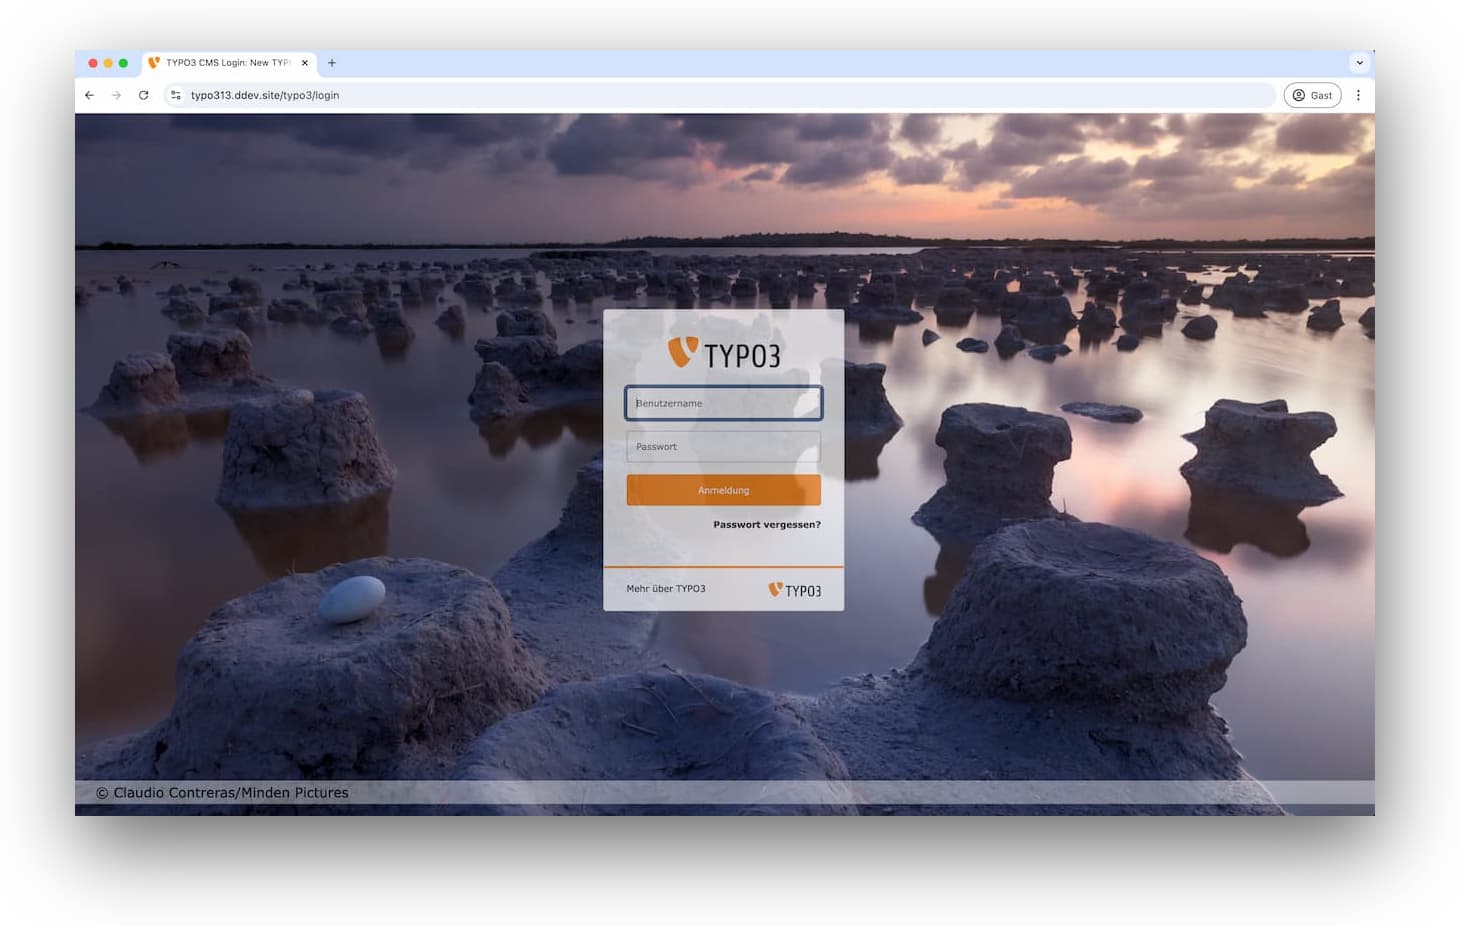 TYPO3 CMS Login: New TYP
typo313.ddev.site/typo3/login
Gast
TYPO3
Benutzername
Passwort
Anmeldung
Passwort vergessen?
Mehr über TYPO3
TYPO3
© Claudio Contreras/Minden Pictures